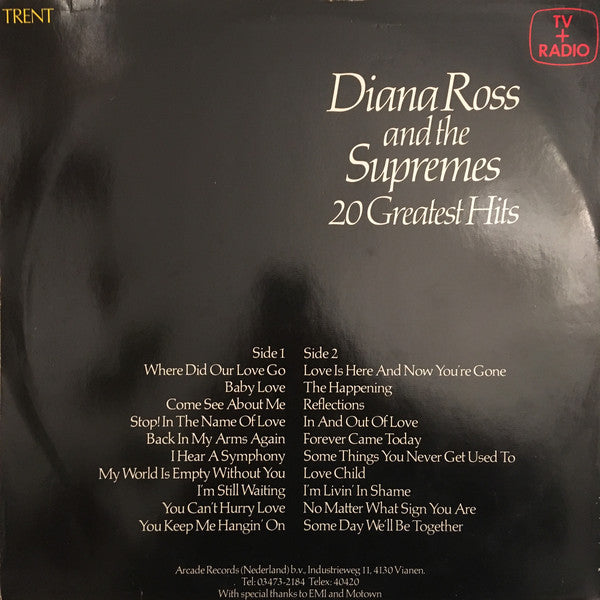 TRENT
TV
+
RADIO
Diana Ross
and the
Supremes
20 Greatest Hits
Side 1
Where Did Our Love Go
Baby Love
Come See About Me
Stop! In The Name Of Love
Back In My Arms Again
I Hear A Symphony
My World Is Empty Without You
I'm Still Waiting
You Can't Hurry Love
You Keep Me Hangin' On
Side 2
Love Is Here And Now You're Gone
The Happening
Reflections
In And Out Of Love
Forever Came Today
Some Things You Never Get Used To
Love Child
I'm Livin' In Shame
No Matter What Sign You Are
Some Day We'll Be Together
Arcade Records (Nederland) b.v., Industrieweg 11, 4130 Vianen.
Tel: 03473-2184 Telex: 40420
With special thanks to EMI and Motown